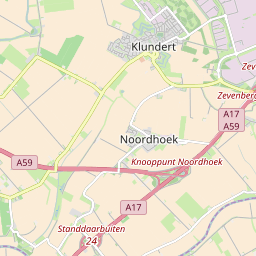 Klundert
Zevenberg
A17
A59
Noordhoek
A59
Knooppunt Noordhoek
A17
Standdaarbuiten
24